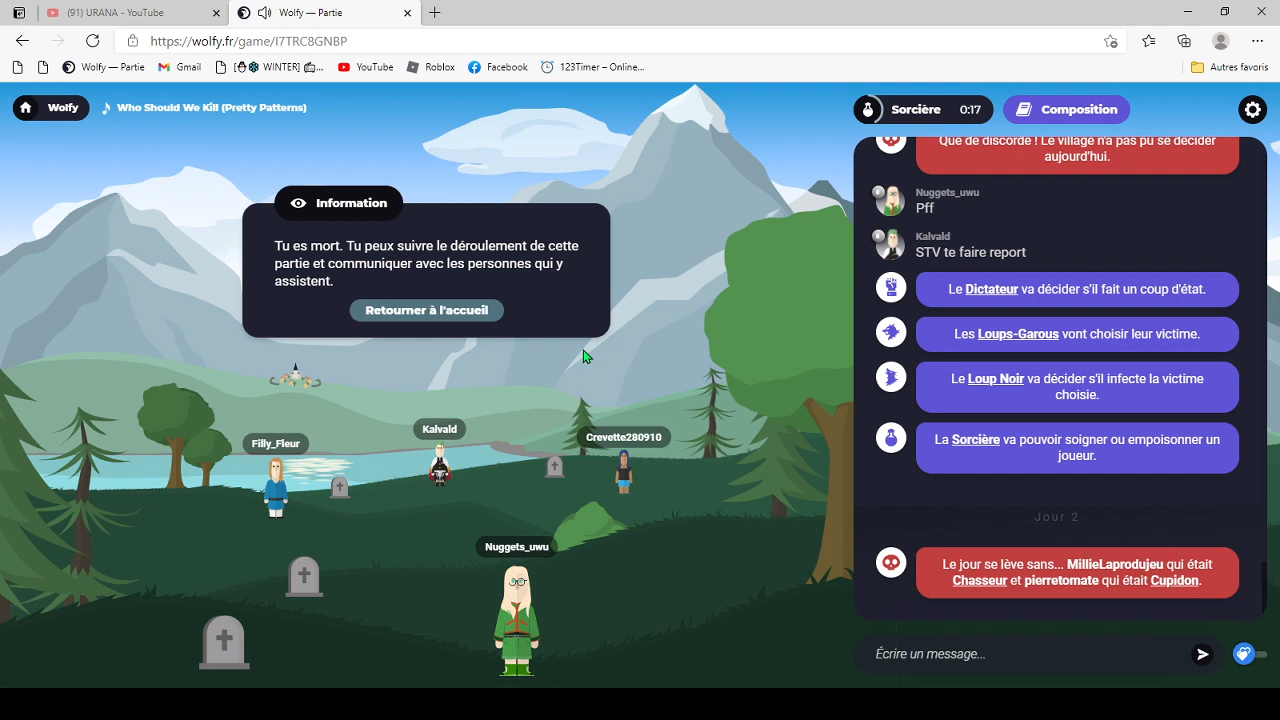 (91) URANA - YouTube
Wolfy — Partie
https://wolfy.fr/game/I7TRC8GNBP
Wolfy — Partie
Gmail
WINTER]
YouTube
Roblox
Facebook
123Timer – Online...
Autres favoris
Wolfy
Who Should We Kill (Pretty Patterns)
Sorcière 0:17
Composition
Information
Tu es mort. Tu peux suivre le déroulement de cette
partie et communiquer avec les personnes qui y
assistent.
Retourner à l'accueil
Filly_Fleur
Kalvald
Crevette280910
Nuggets_uwu
Que de discorde ! Le village n'a pas pu se décider
aujourd'hui.
Nuggets_uwu
Pff
Kalvald
STV te faire report
Le Dictateur va décider s'il fait un coup d'état.
Les Loups-Garous vont choisir leur victime.
Le Loup Noir va décider s'il infecte la victime
choisie.
La Sorcière va pouvoir soigner ou empoisonner un
joueur.
Jour 2
Le jour se lève sans... MillieLaprodujeu qui était
Chasseur et pierretomate qui était Cupidon.
Écrire un message...